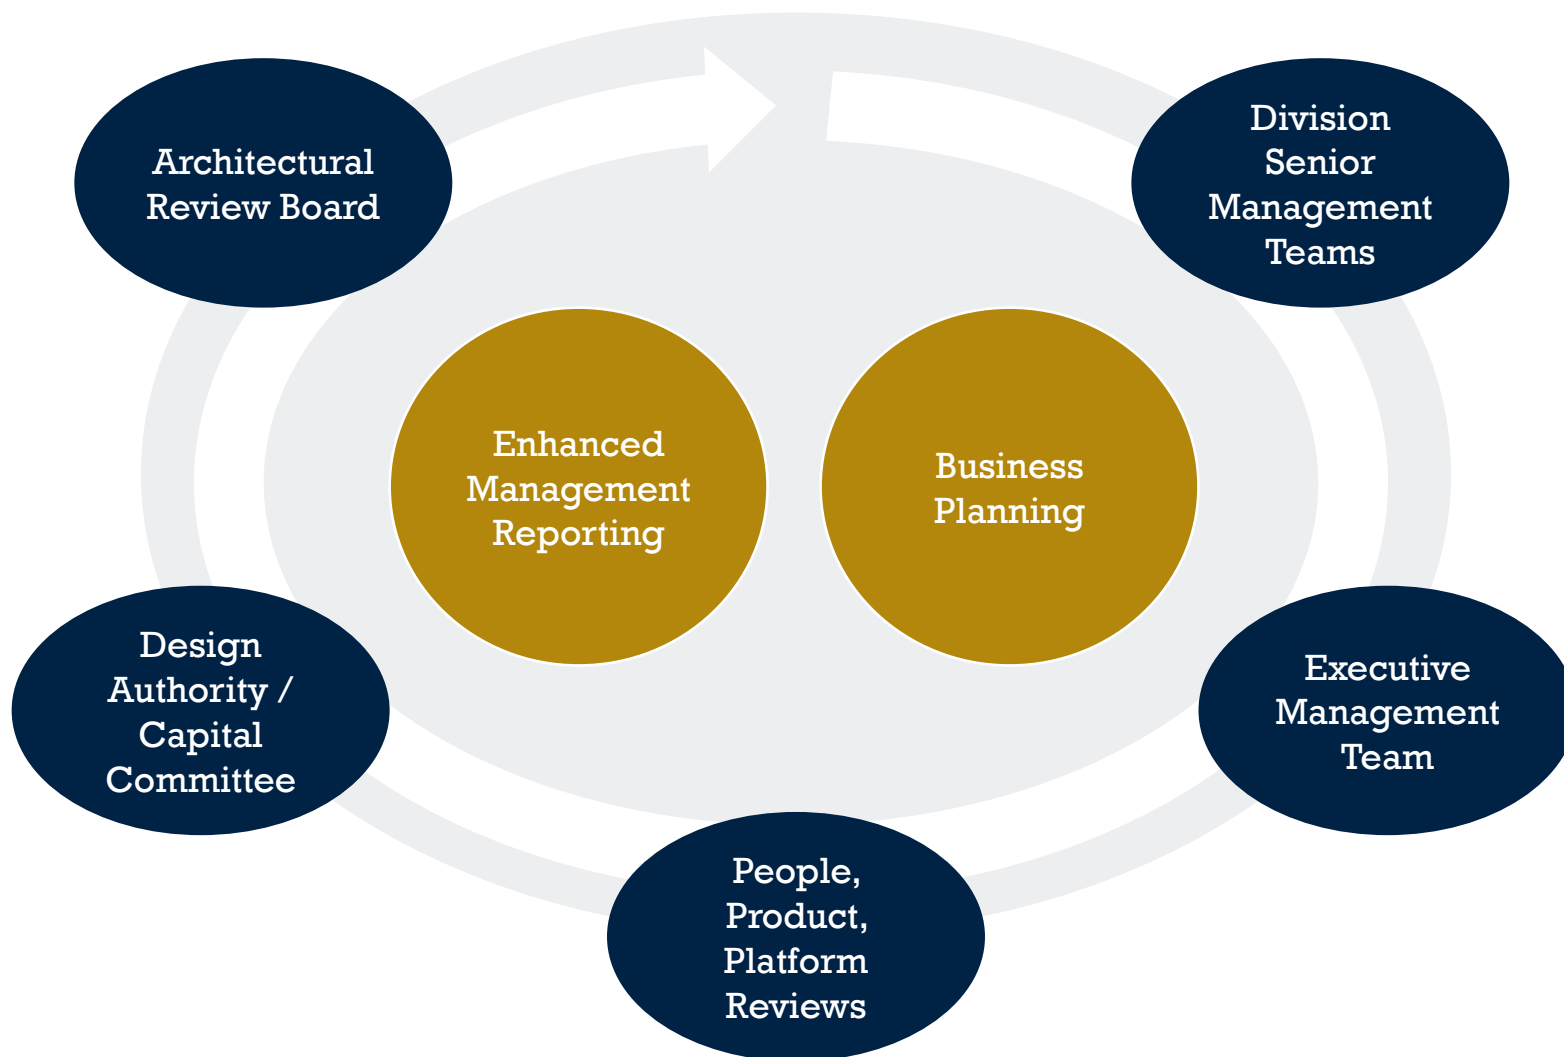 Architectural
Review Board
Division
Senior
Management
Teams
Enhanced
Management
Reporting
Business
Planning
Design
Authority /
Capital
Committee
Executive
Management
Team
People,
Product,
Platform
Reviews